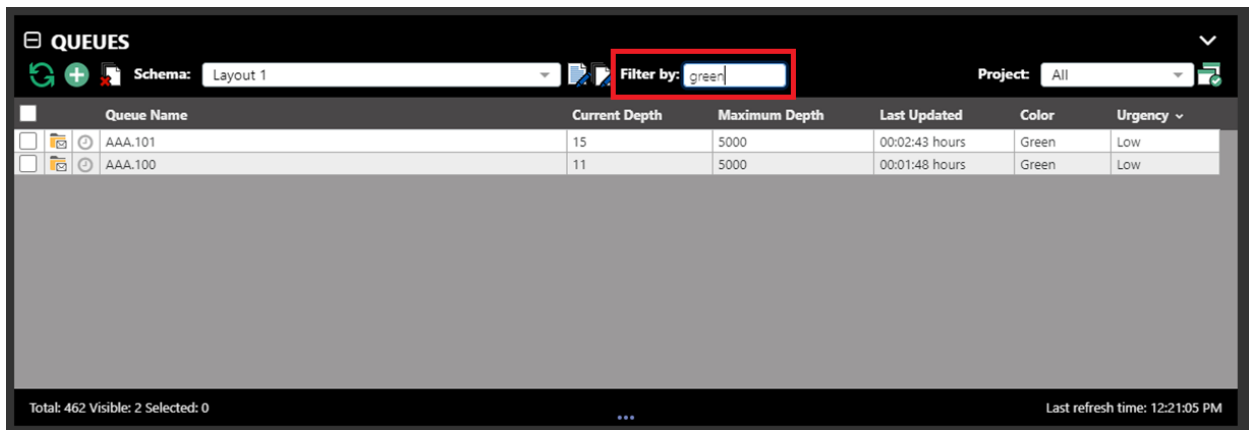 QUEUES
Schema: Layout 1 Filter by: green Project: All
Queue Name Current Depth Maximum Depth Last Updated Color Urgency
AAA.101 15 5000 00:02:43 hours Green Low
AAA.100 11 5000 00:01:48 hours Green Low
Total: 462 Visible: 2 Selected: 0 Last refresh time: 12:21:05 PM